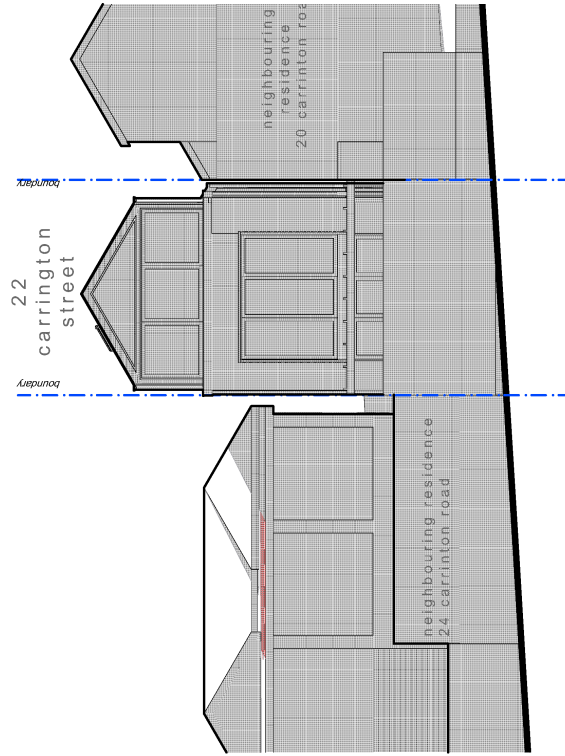 22
carrington
street
boundary
boundary
neighbouring
residence
20 carrinton road
neighbouring residence
24 carrinton road